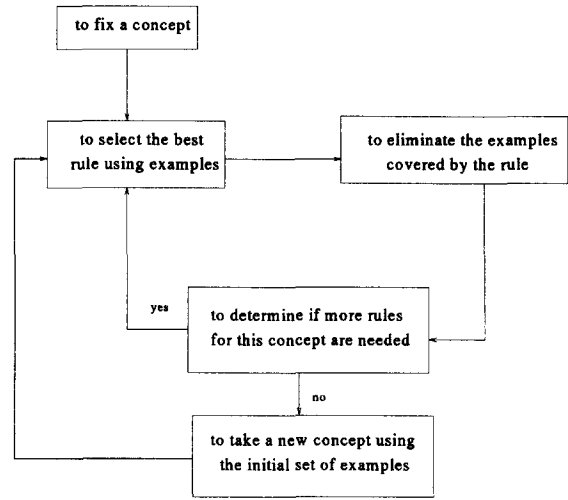 to fix a concept
to select the best
rule using examples
to eliminate the examples
covered by the rule
yes
to determine if more rules
for this concept are needed
no
to take a new concept using
the initial set of examples